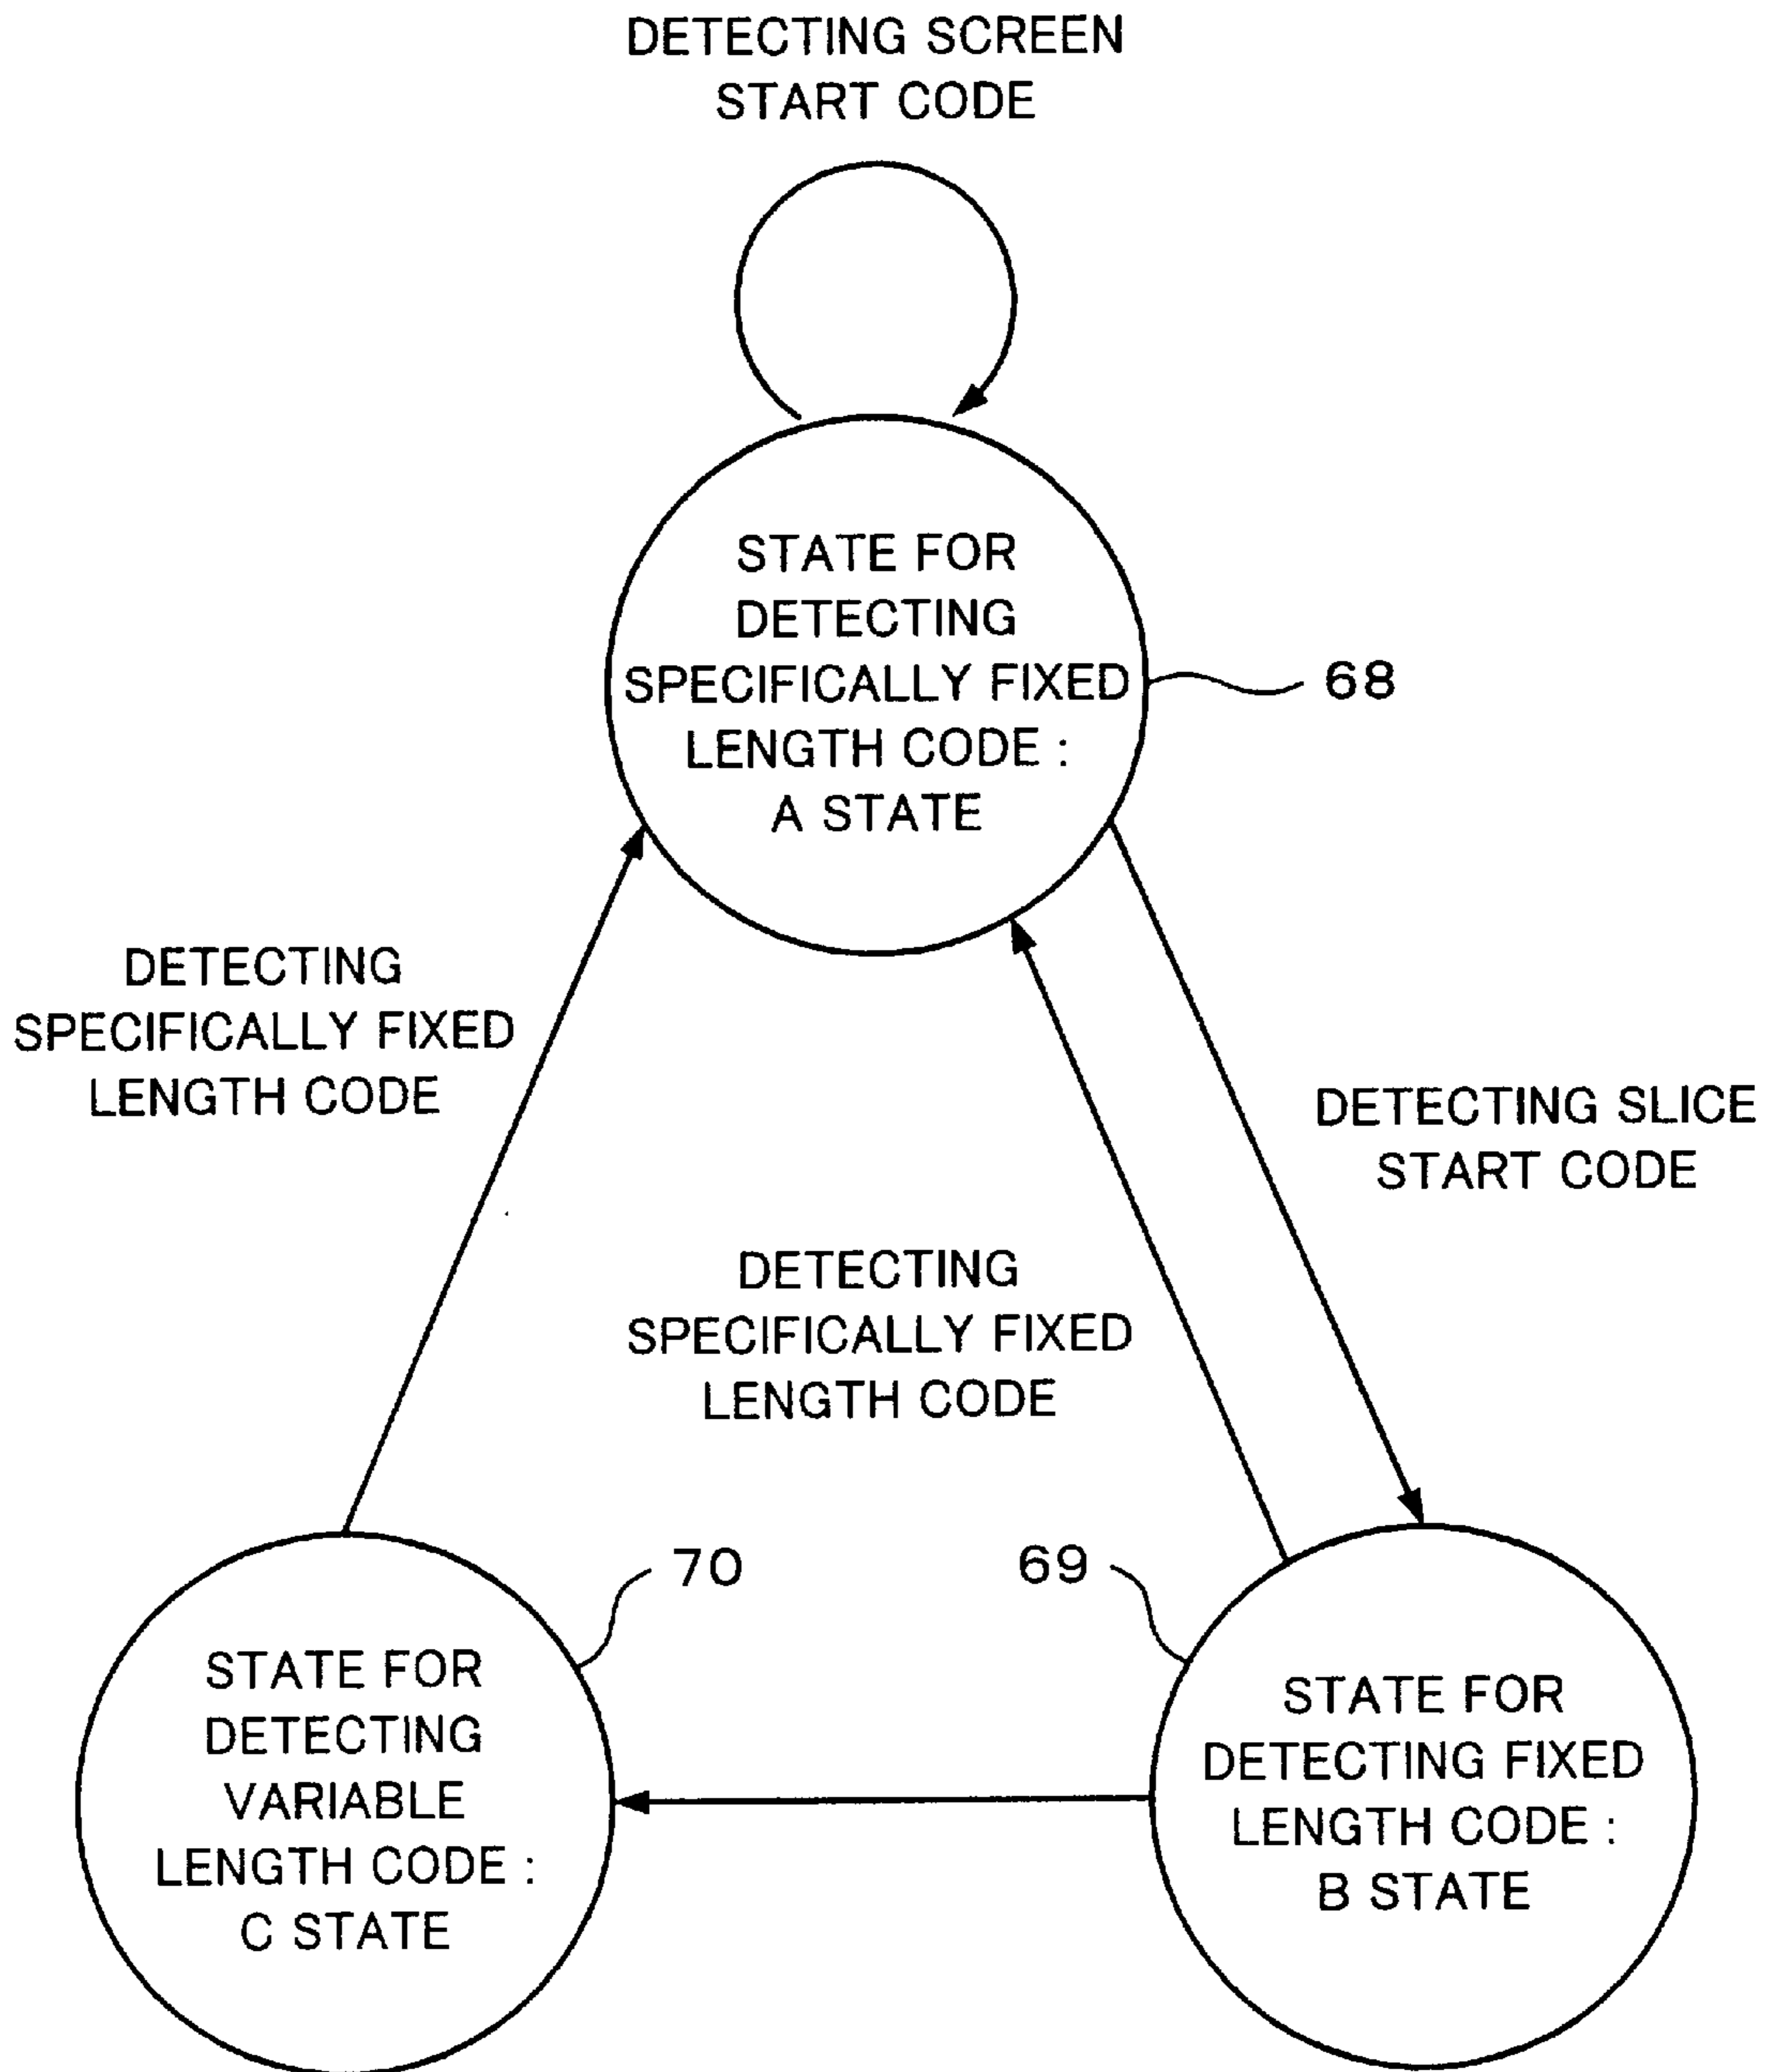 DETECTING SCREEN
START CODE
STATE FOR
DETECTING
SPECIFICALLY FIXED
LENGTH CODE :
A STATE
68
DETECTING
SPECIFICALLY FIXED
LENGTH CODE
DETECTING SLICE
START CODE
DETECTING
SPECIFICALLY FIXED
LENGTH CODE
70
69
STATE FOR
DETECTING
VARIABLE
LENGTH CODE :
C STATE
STATE FOR
DETECTING FIXED
LENGTH CODE :
B STATE